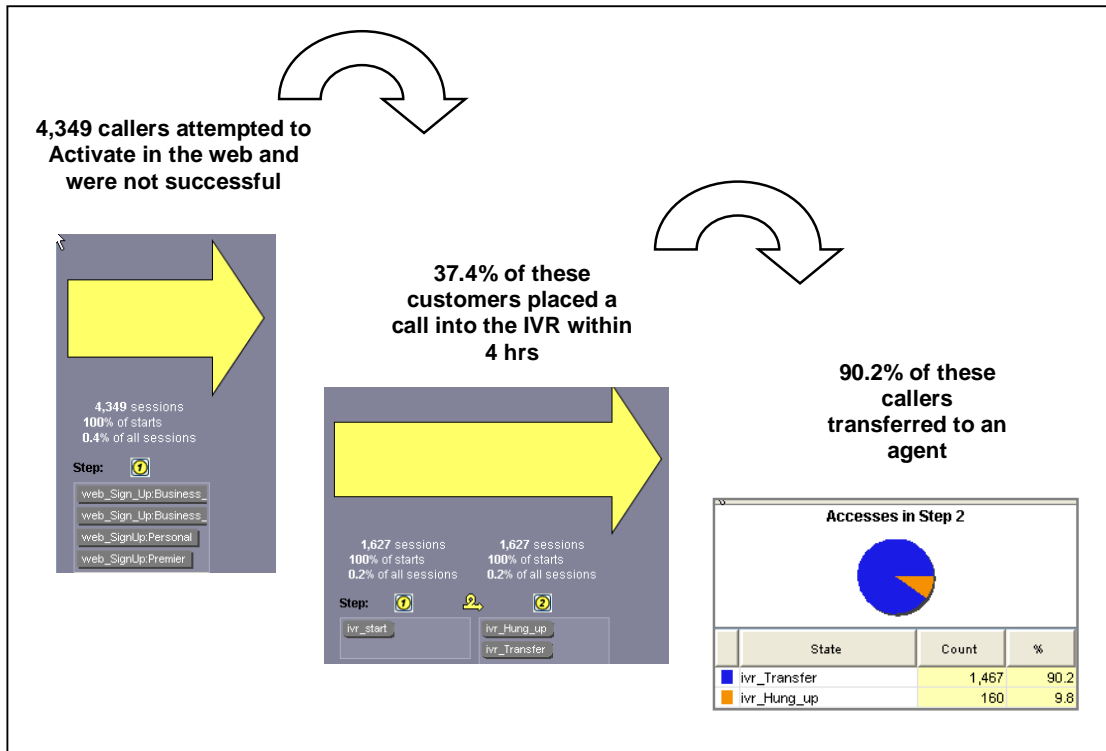 4,349 callers attempted to
Activate in the web and
were not successful
4,349 sessions
100% of starts
0.4% of all sessions
Step: 1
web_Sign_Up:Business_
web_Sign_Up:Business_
web_SignUp:Personal
web_SignUp:Premier
37.4% of these
customers placed a
call into the IVR within
4 hrs
1,627 sessions 1,627 sessions
100% of starts 100% of starts
0.2% of all sessions 0.2% of all sessions
Step: 1 2
ivr_start ivr_Hung_up
ivr_Transfer
90.2% of these
callers
transferred to an
agent
Accesses in Step 2
State Count %
ivr_Transfer 1,467 90.2
ivr_Hung_up 160 9.8